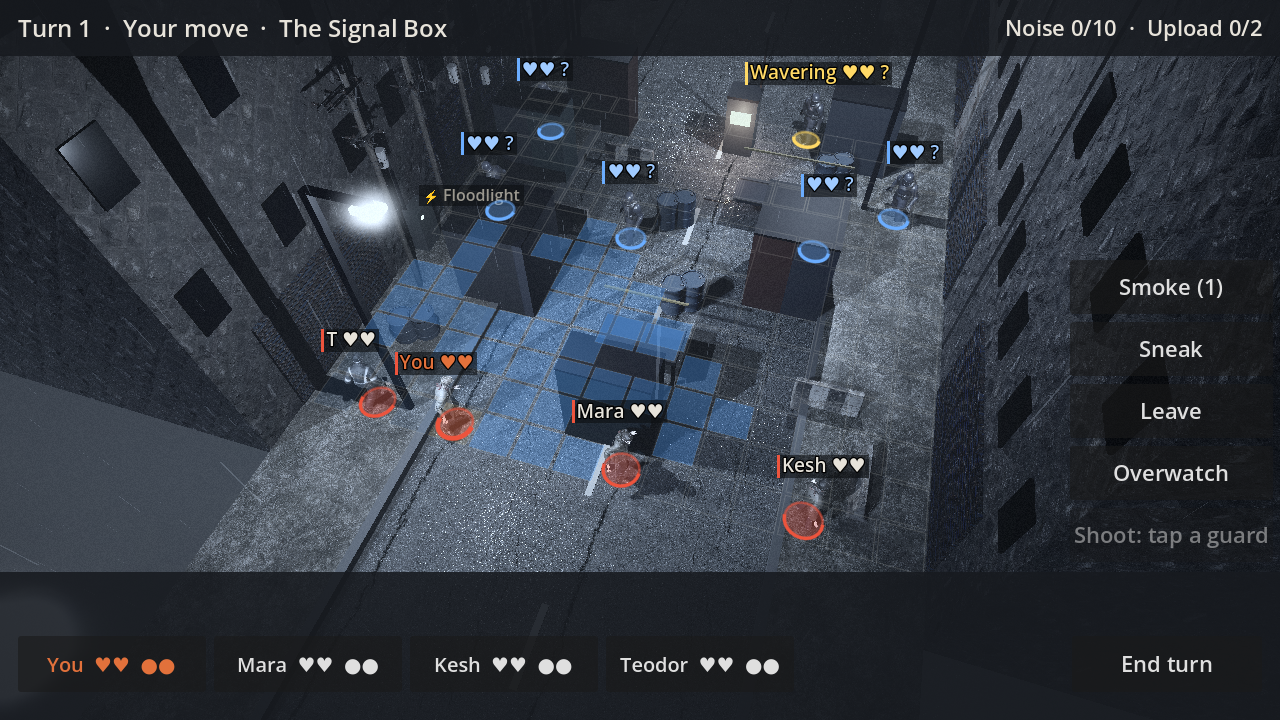 Turn 1 · Your move · The Signal Box
Noise 0/10 · Upload 0/2
♥♥ ?
Wavering ♥♥ ?
♥♥ ?
♥♥ ?
♥♥ ?
♥♥ ?
⚡ Floodlight
T ♥♥
You ♥♥
Mara ♥♥
Kesh ♥♥
Smoke (1)
Sneak
Leave
Overwatch
Shoot: tap a guard
You ♥♥ ●●
Mara ♥♥ ●●
Kesh ♥♥ ●●
Teodor ♥♥ ●●
End turn